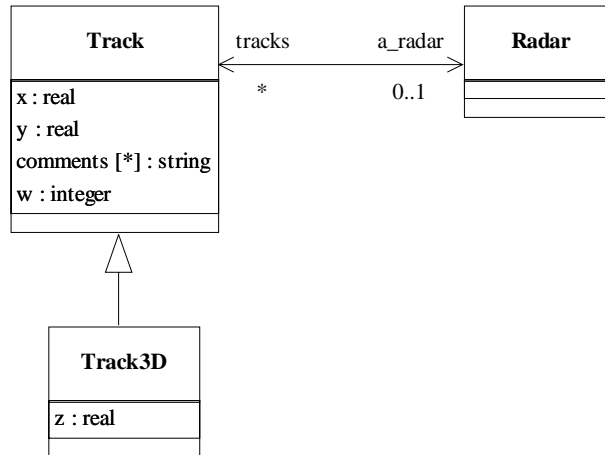 Track
tracks
a_radar
Radar
*
0..1
x : real
y : real
comments [*] : string
w : integer
Track3D
z : real